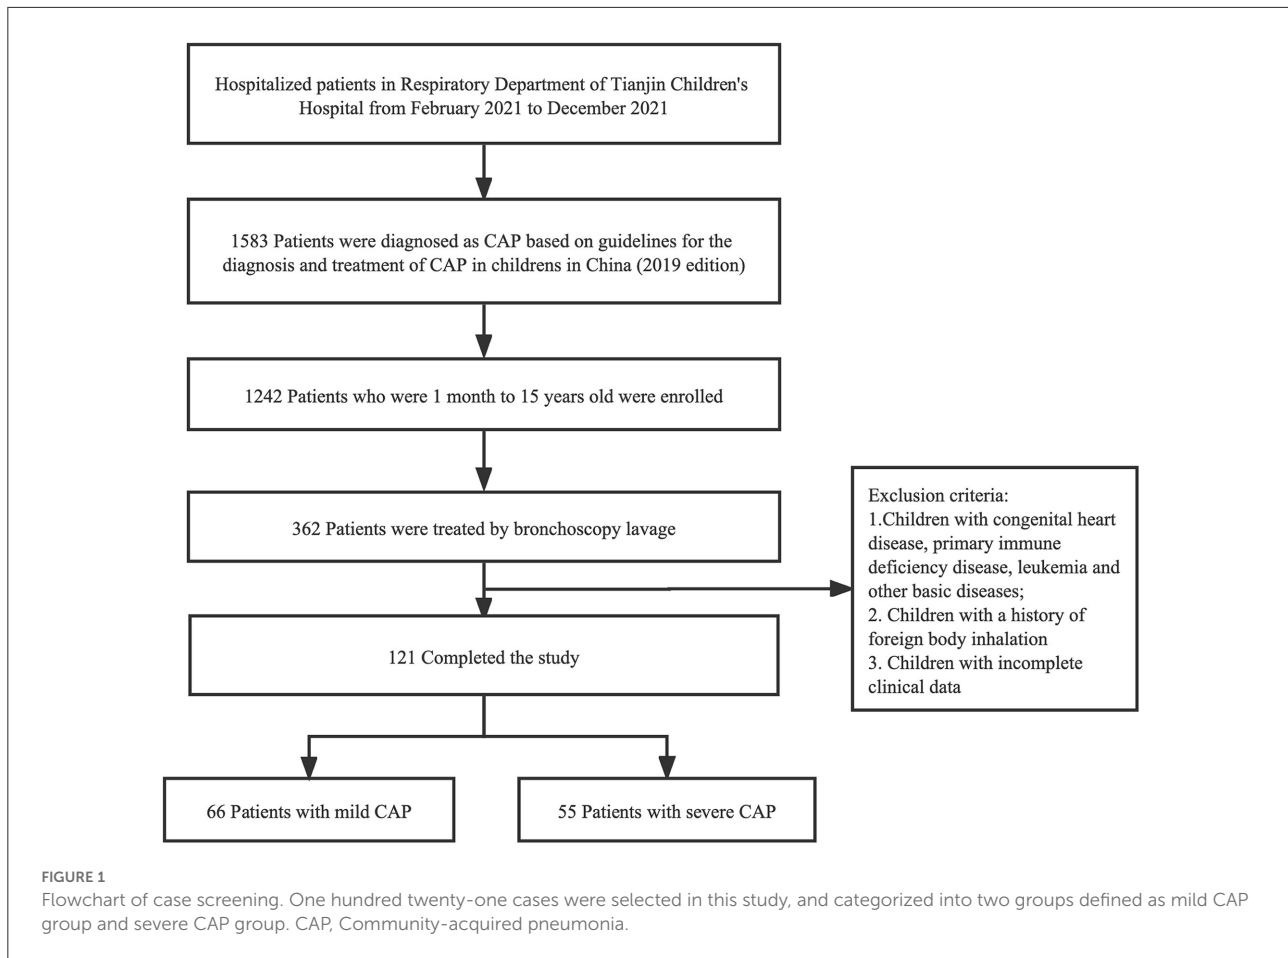 Hospitalized patients in Respiratory Department of Tianjin Children's
Hospital from February 2021 to December 2021
1583 Patients were diagnosed as CAP based on guidelines for the
diagnosis and treatment of CAP in childrens in China (2019 edition)
1242 Patients who were 1 month to 15 years old were enrolled
362 Patients were treated by bronchoscopy lavage
Exclusion criteria:
1.Children with congenital heart
disease, primary immune
deficiency disease, leukemia and
other basic diseases;
2. Children with a history of
foreign body inhalation
3. Children with incomplete
clinical data
121 Completed the study
66 Patients with mild CAP
55 Patients with severe CAP
FIGURE 1
Flowchart of case screening. One hundred twenty-one cases were selected in this study, and categorized into two groups defined as mild CAP
group and severe CAP group. CAP, Community-acquired pneumonia.